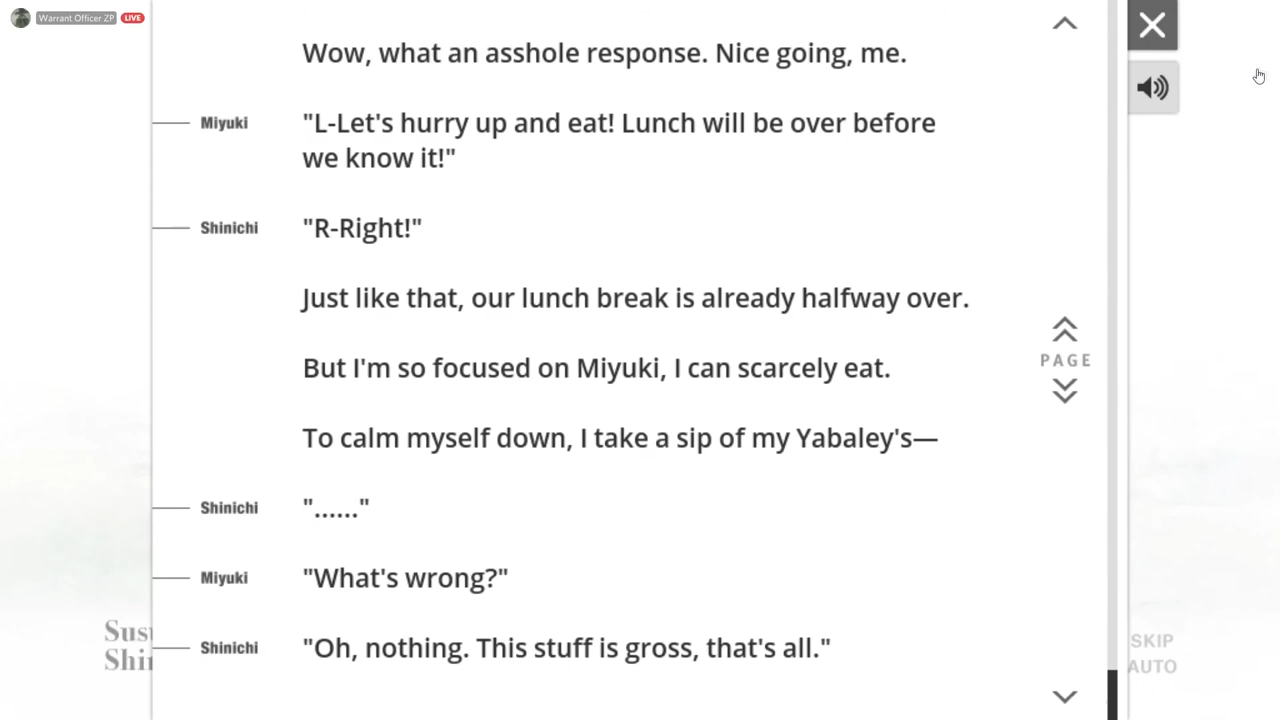 Warrant Officer ZP LIVE
Wow, what an asshole response. Nice going, me.
Miyuki "L-Let's hurry up and eat! Lunch will be over before
we know it!"
Shinichi "R-Right!"
Just like that, our lunch break is already halfway over.
PAGE
But I'm so focused on Miyuki, I can scarcely eat.
To calm myself down, I take a sip of my Yabaley's—
Shinichi "......"
Miyuki "What's wrong?"
Shinichi "Oh, nothing. This stuff is gross, that's all."
SKIP
AUTO